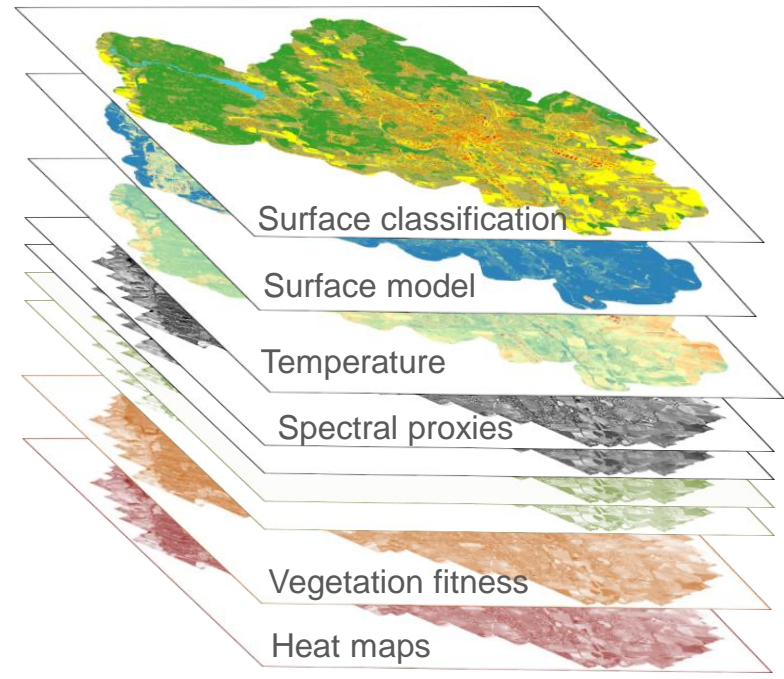 Surface classification
Surface model
Temperature
Spectral proxies
Vegetation fitness
Heat maps